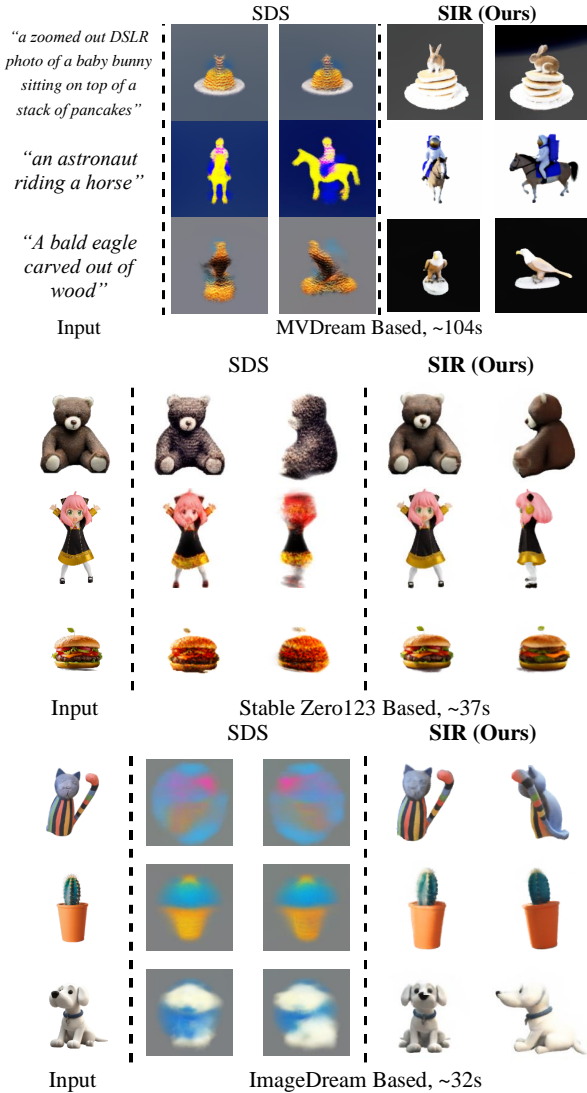 SDS SIR (Ours)
“a zoomed out DSLR
photo of a baby bunny
sitting on top of a
stack of pancakes”
“an astronaut
riding a horse”
“A bald eagle
carved out of
wood”
Input MVDream Based, ~104s
SDS SIR (Ours)
Input Stable Zero123 Based, ~37s
SDS SIR (Ours)
Input ImageDream Based, ~32s